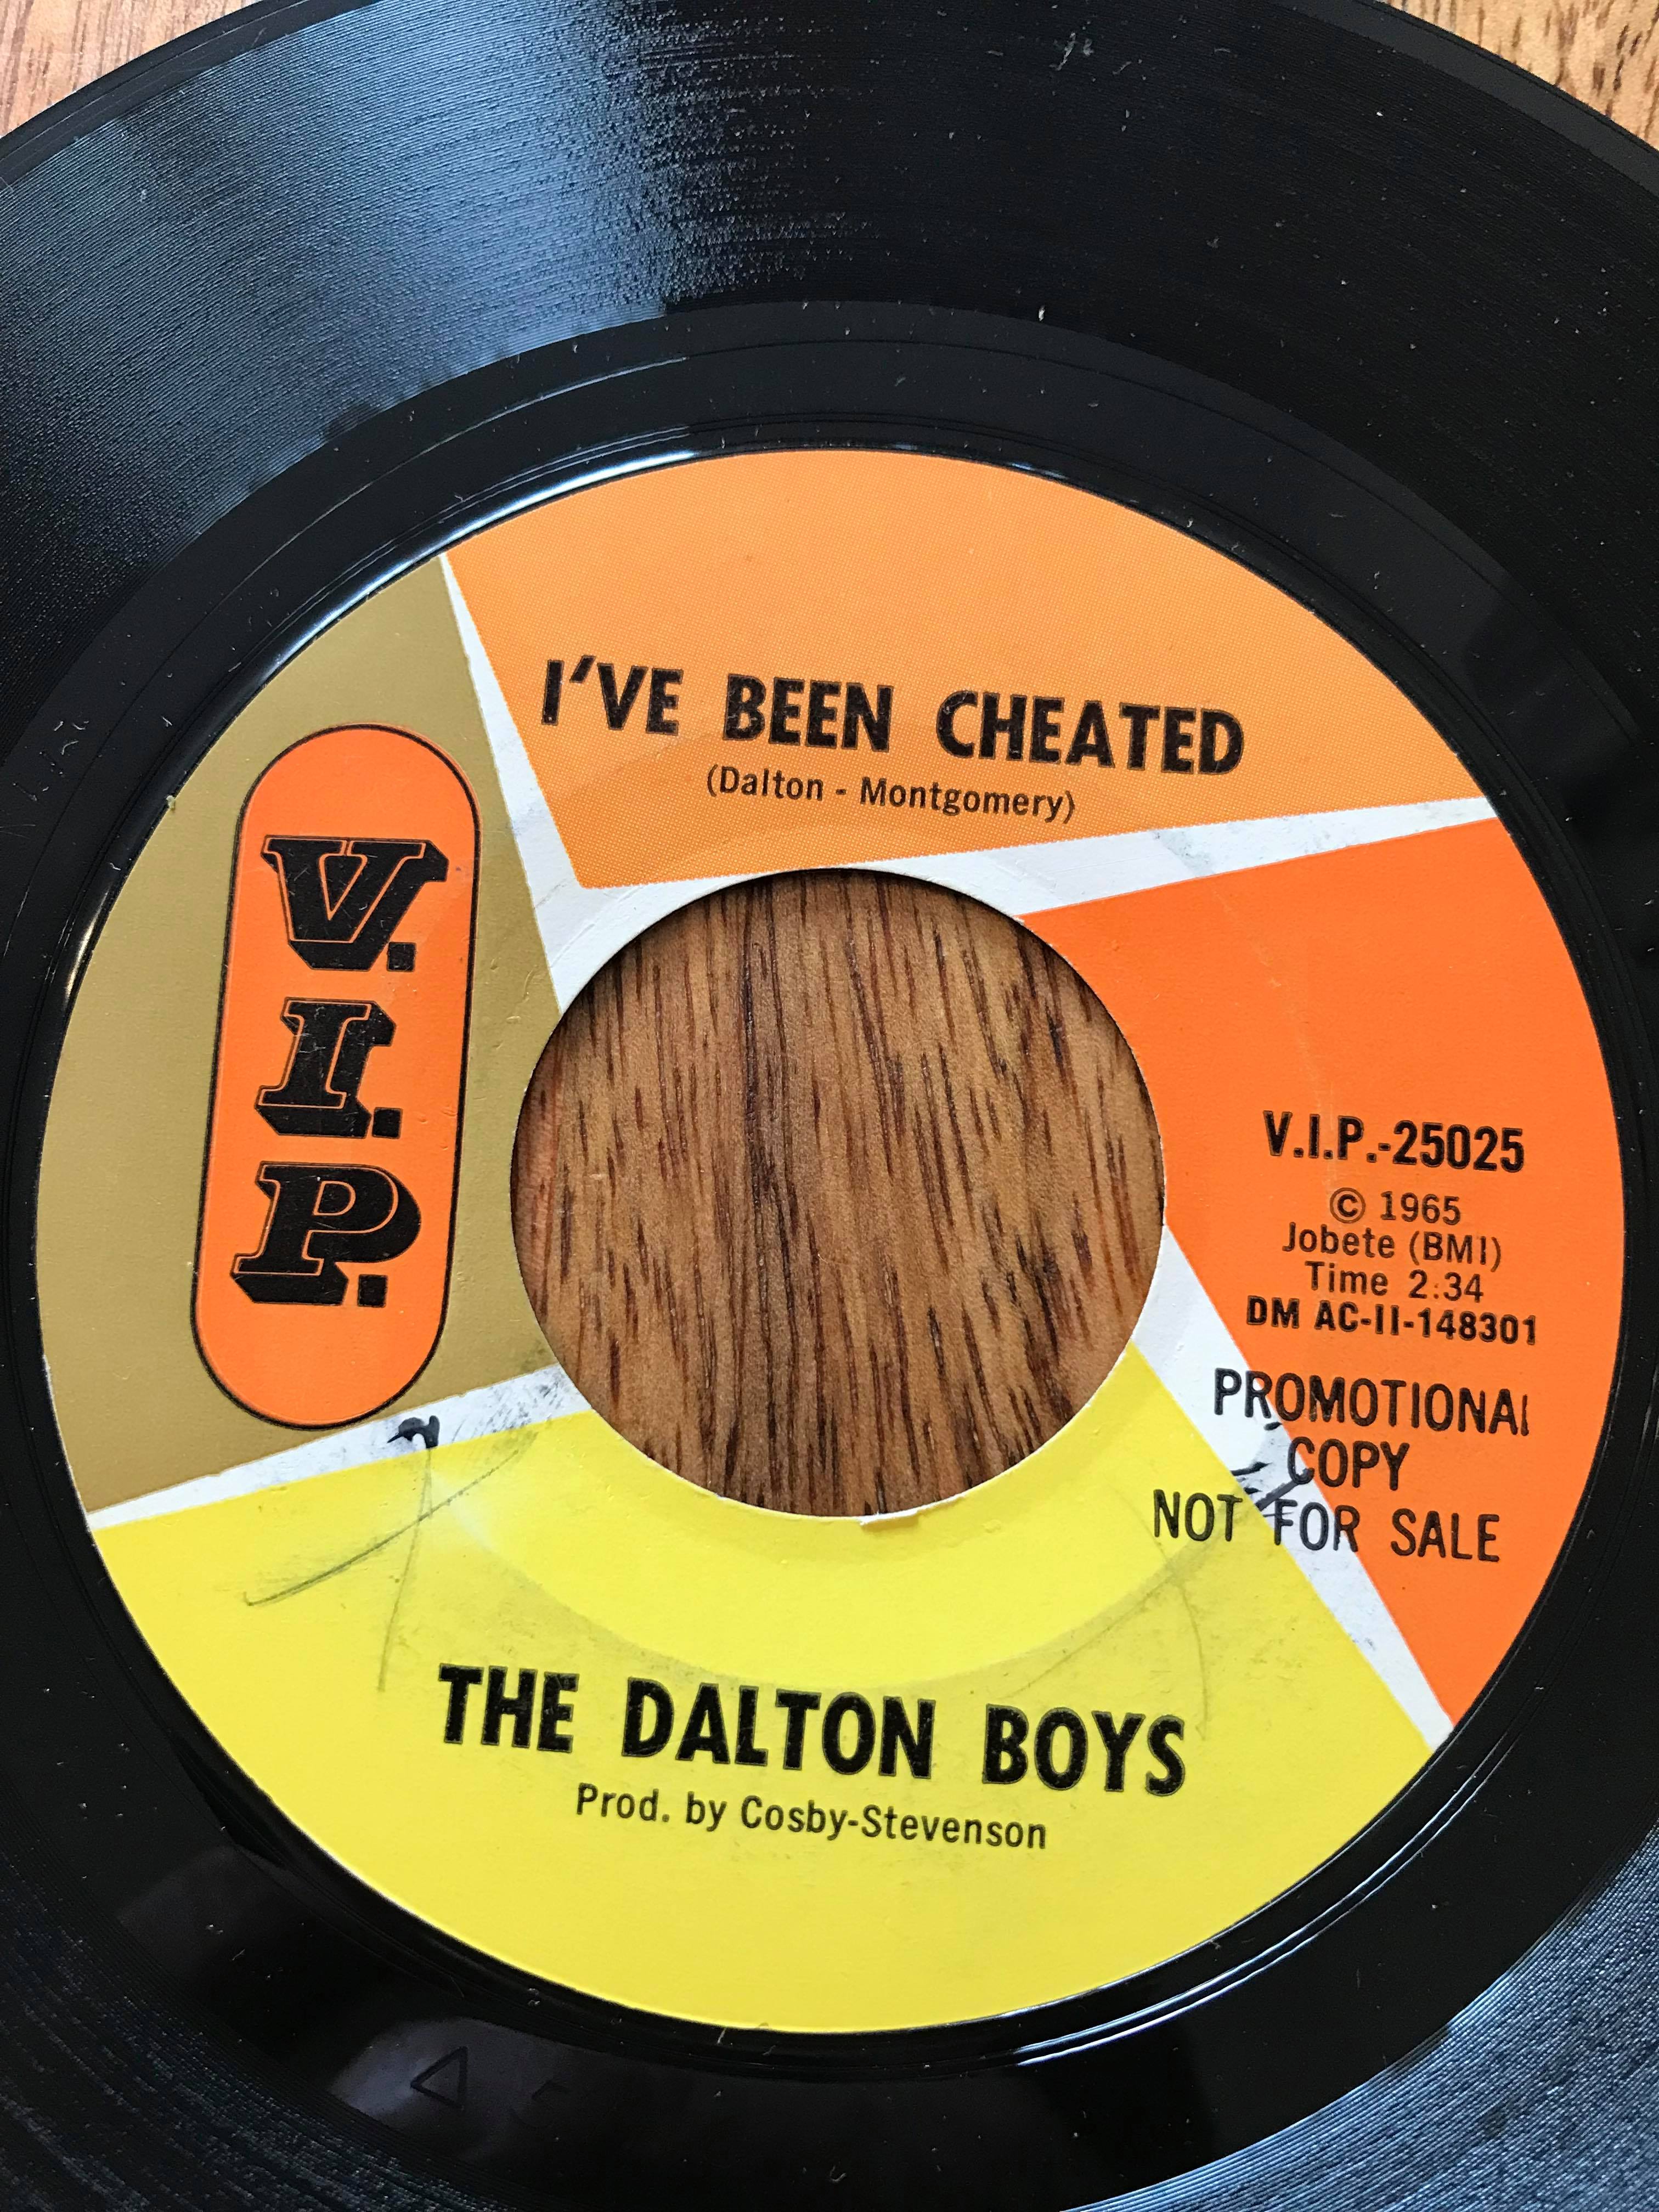 I'VE BEEN CHEATED
(Dalton - Montgomery)
V.I.P.
V.I.P.-25025
© 1965
Jobete (BMI)
Time 2:34
DM AC-II-148301
PROMOTIONAL
COPY
NOT FOR SALE
THE DALTON BOYS
Prod. by Cosby-Stevenson